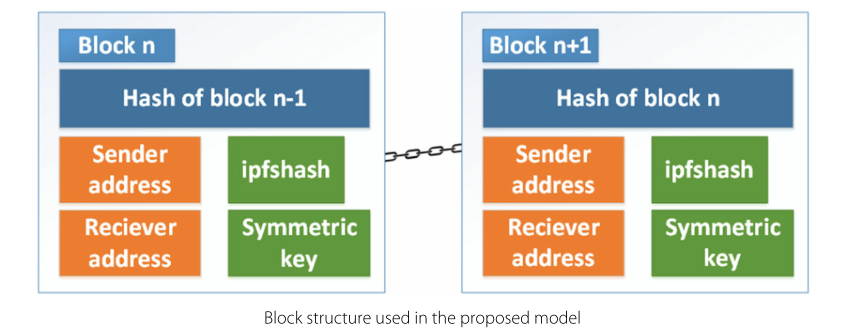 Block n
Hash of block n-1
Sender
address
ipfshash
Reciever
address
Symmetric
key
Block n+1
Hash of block n
Sender
address
ipfshash
Reciever
address
Symmetric
key
Block structure used in the proposed model